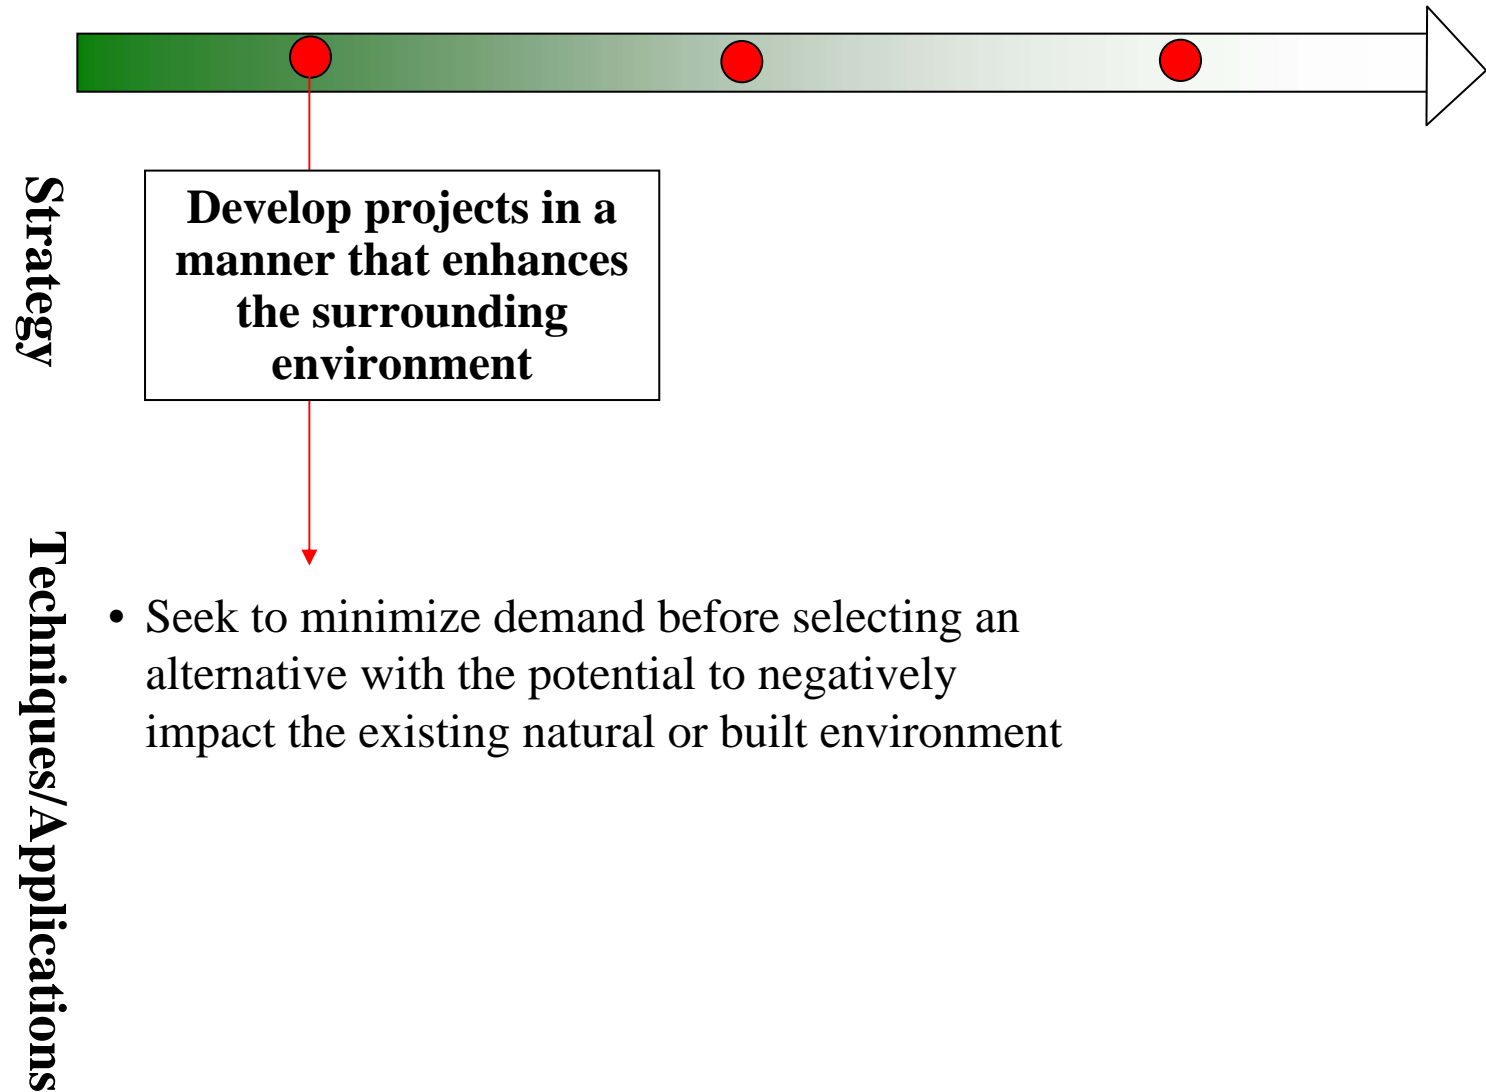 Strategy
Develop projects in a
manner that enhances
the surrounding
environment
Techniques/Applications
• Seek to minimize demand before selecting an
alternative with the potential to negatively
impact the existing natural or built environment